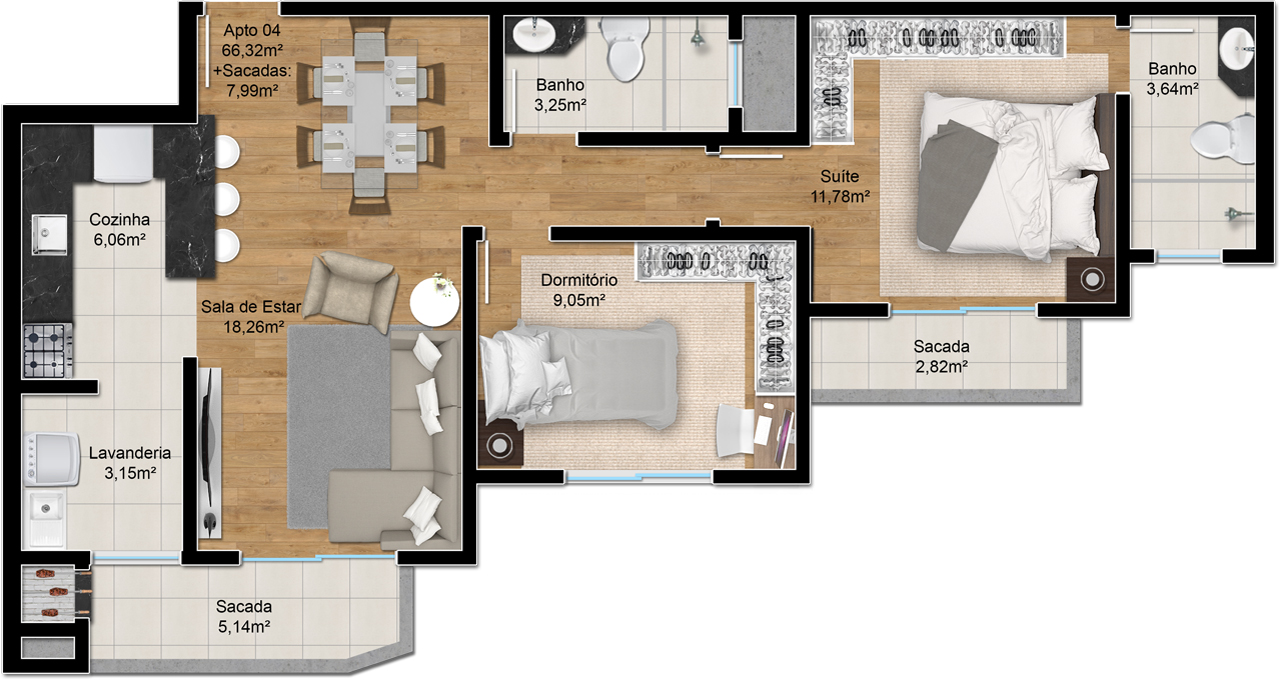 Apto 04
66,32m²
+Sacadas:
7,99m²
Banho
3,25m²
Banho
3,64m²
Suíte
11,78m²
Cozinha
6,06m²
Dormitório
9,05m²
Sala de Estar
18,26m²
Sacada
2,82m²
Lavanderia
3,15m²
Sacada
5,14m²